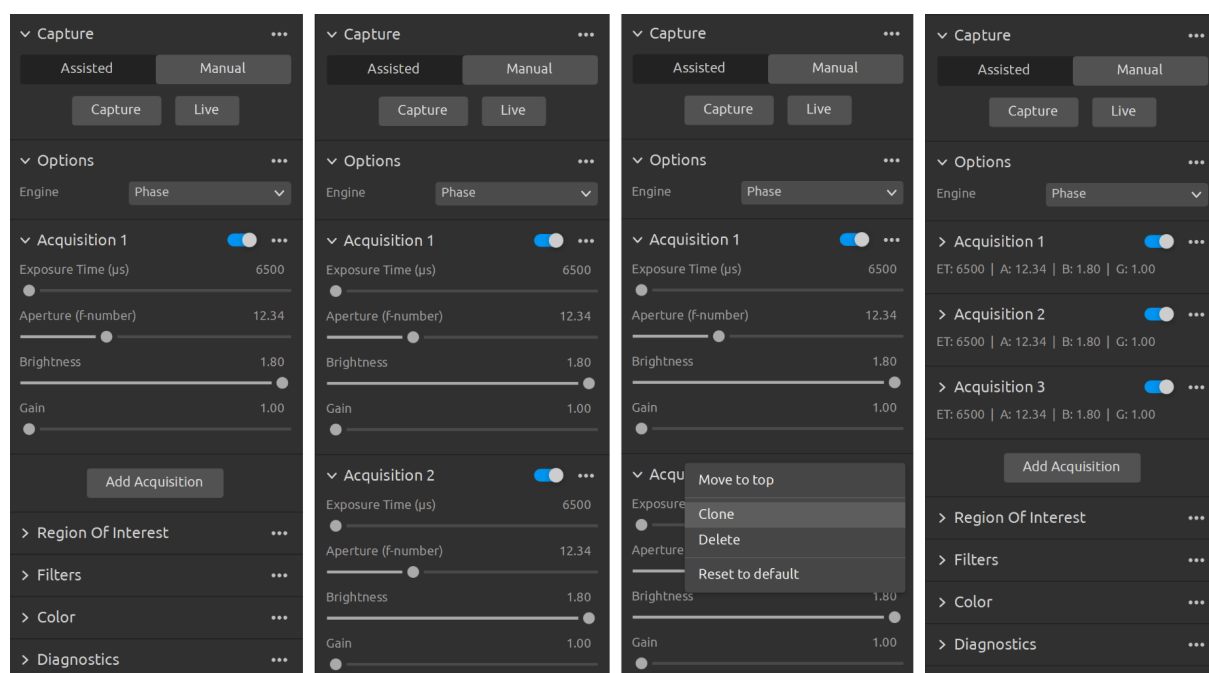 Capture
Assisted Manual
Capture Live
Options
Engine Phase
Acquisition 1
Exposure Time (µs) 6500
Aperture (f-number) 12.34
Brightness 1.80
Gain 1.00
Add Acquisition
Region Of Interest
Filters
Color
Diagnostics
Capture
Assisted Manual
Capture Live
Options
Engine Phase
Acquisition 1
Exposure Time (µs) 6500
Aperture (f-number) 12.34
Brightness 1.80
Gain 1.00
Acquisition 2
Exposure Time (µs) 6500
Aperture (f-number) 12.34
Brightness 1.80
Gain 1.00
Capture
Assisted Manual
Capture Live
Options
Engine Phase
Acquisition 1
Exposure Time (µs) 6500
Aperture (f-number) 12.34
Brightness 1.80
Gain 1.00
Acqu
Move to top
Exposure
Clone
Delete
Aperture
Reset to default
Brightness 1.80
Gain 1.00
Capture
Assisted Manual
Capture Live
Options
Engine Phase
Acquisition 1
ET: 6500 | A: 12.34 | B: 1.80 | G: 1.00
Acquisition 2
ET: 6500 | A: 12.34 | B: 1.80 | G: 1.00
Acquisition 3
ET: 6500 | A: 12.34 | B: 1.80 | G: 1.00
Add Acquisition
Region Of Interest
Filters
Color
Diagnostics